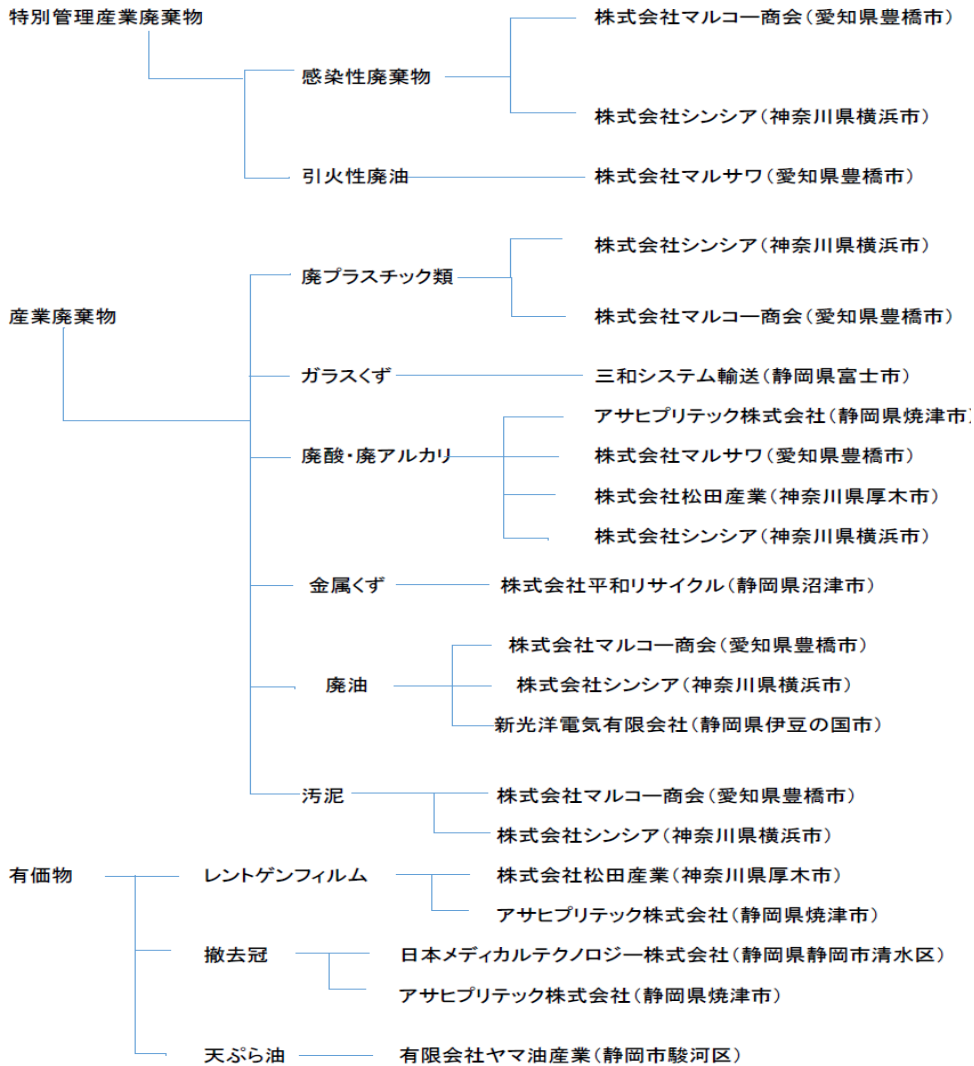 特別管理産業廃棄物
株式会社マルコー商会(愛知県豊橋市)
感染性廃棄物
株式会社シンシア(神奈川県横浜市)
引火性廃油
株式会社マルサワ(愛知県豊橋市)
株式会社シンシア(神奈川県横浜市)
廃プラスチック類
産業廃棄物
株式会社マルコー商会(愛知県豊橋市)
ガラスくず
三和システム輸送(静岡県富士市)
アサヒプリテック株式会社(静岡県焼津市)
廃酸・廃アルカリ
株式会社マルサワ(愛知県豊橋市)
株式会社松田産業(神奈川県厚木市)
株式会社シンシア(神奈川県横浜市)
金属くず
株式会社平和リサイクル(静岡県沼津市)
株式会社マルコー商会(愛知県豊橋市)
廃油
株式会社シンシア(神奈川県横浜市)
新光洋電気有限会社(静岡県伊豆の国市)
汚泥
株式会社マルコー商会(愛知県豊橋市)
株式会社シンシア(神奈川県横浜市)
有価物
レントゲンフィルム
株式会社松田産業(神奈川県厚木市)
アサヒプリテック株式会社(静岡県焼津市)
撤去冠
日本メディカルテクノロジー株式会社(静岡県静岡市清水区)
アサヒプリテック株式会社(静岡県焼津市)
天ぷら油
有限会社ヤマ油産業(静岡市駿河区)